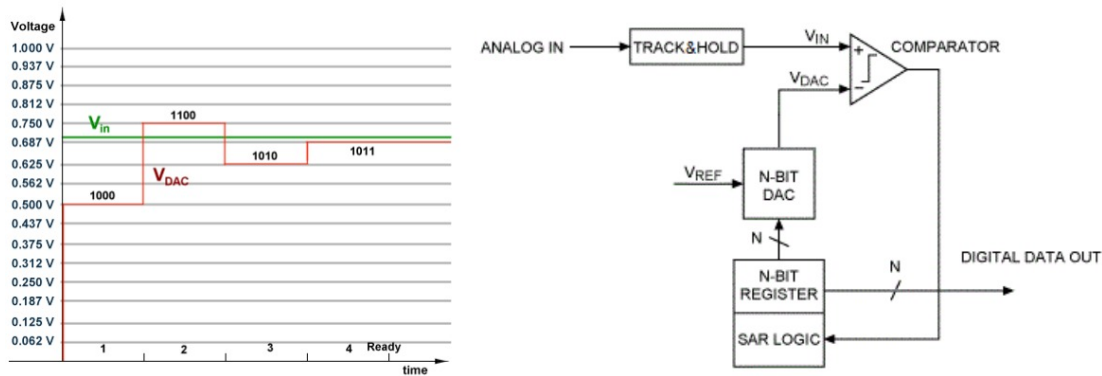 Voltage
1.000 V
0.937 V
0.875 V
0.812 V
0.750 V
0.687 V
0.625 V
0.562 V
0.500 V
0.437 V
0.375 V
0.312 V
0.250 V
0.187 V
0.125 V
0.062 V
Vin
VDAC
1000
1100
1010
1011
1 2 3 4 Ready
time
ANALOG IN
TRACK&HOLD
VIN
+
COMPARATOR
VDAC
−
VREF
N-BIT
DAC
N
N-BIT
REGISTER
N
DIGITAL DATA OUT
SAR LOGIC